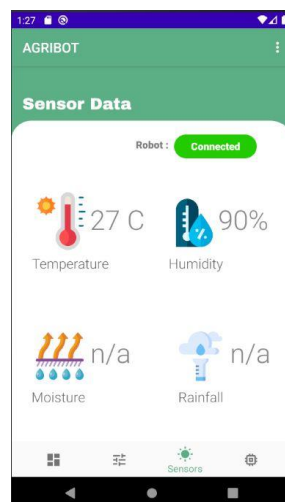 1:27
AGRIBOT
Sensor Data
Robot : Connected
27 C 90%
Temperature Humidity
n/a n/a
Moisture Rainfall
Sensors